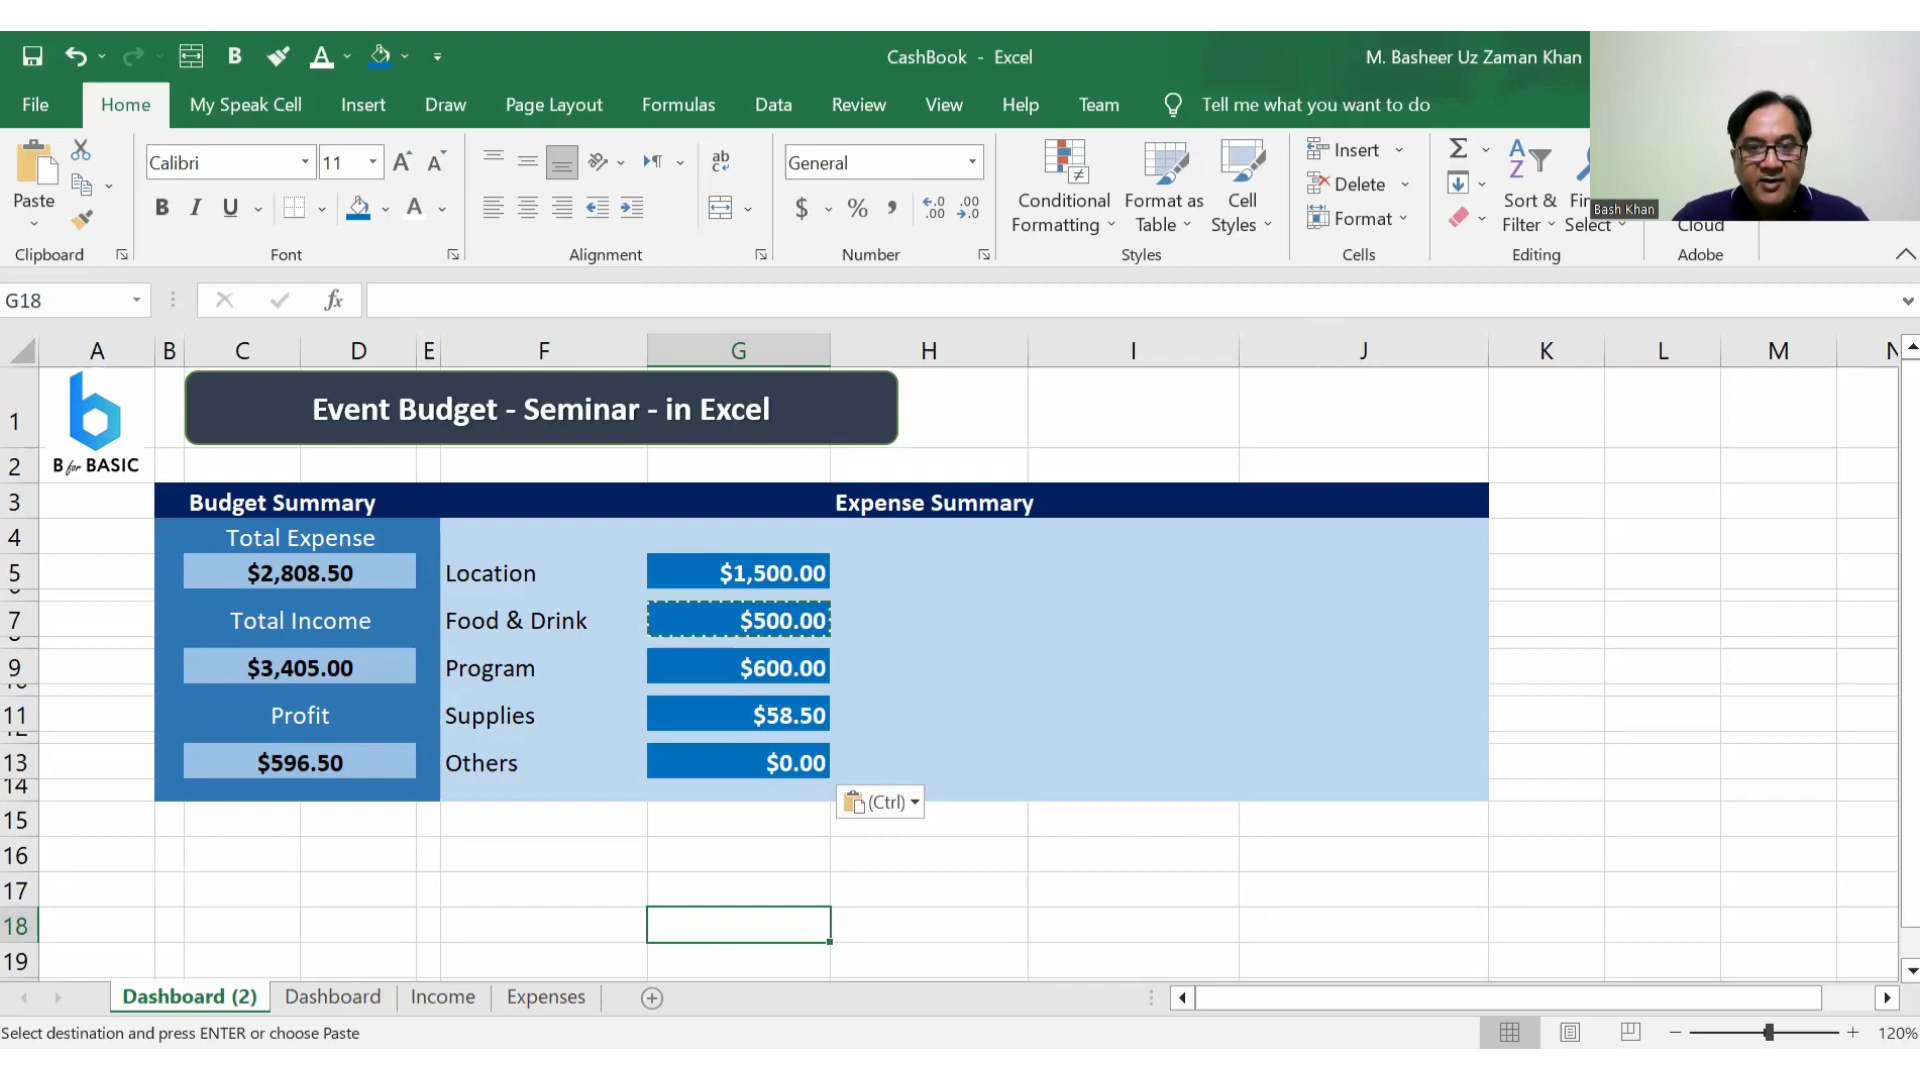 CashBook - Excel
M. Basheer Uz Zaman Khan
File Home My Speak Cell Insert Draw Page Layout Formulas Data Review View Help Team Tell me what you want to do
Paste
Calibri 11
General
Conditional Formatting
Format as Table
Cell Styles
Insert
Delete
Format
Sort & Filter
Select
Cloud
Bash Khan
Clipboard Font Alignment Number Styles Cells Editing Adobe
G18
fx
A B C D E F G H I J K L M N
B for BASIC
Event Budget - Seminar - in Excel
1
2
3 Budget Summary Expense Summary
4 Total Expense
5 $2,808.50 Location $1,500.00
7 Total Income Food & Drink $500.00
9 $3,405.00 Program $600.00
11 Profit Supplies $58.50
13 $596.50 Others $0.00
14
(Ctrl)
15
16
17
18
19
Dashboard (2) Dashboard Income Expenses
Select destination and press ENTER or choose Paste
120%